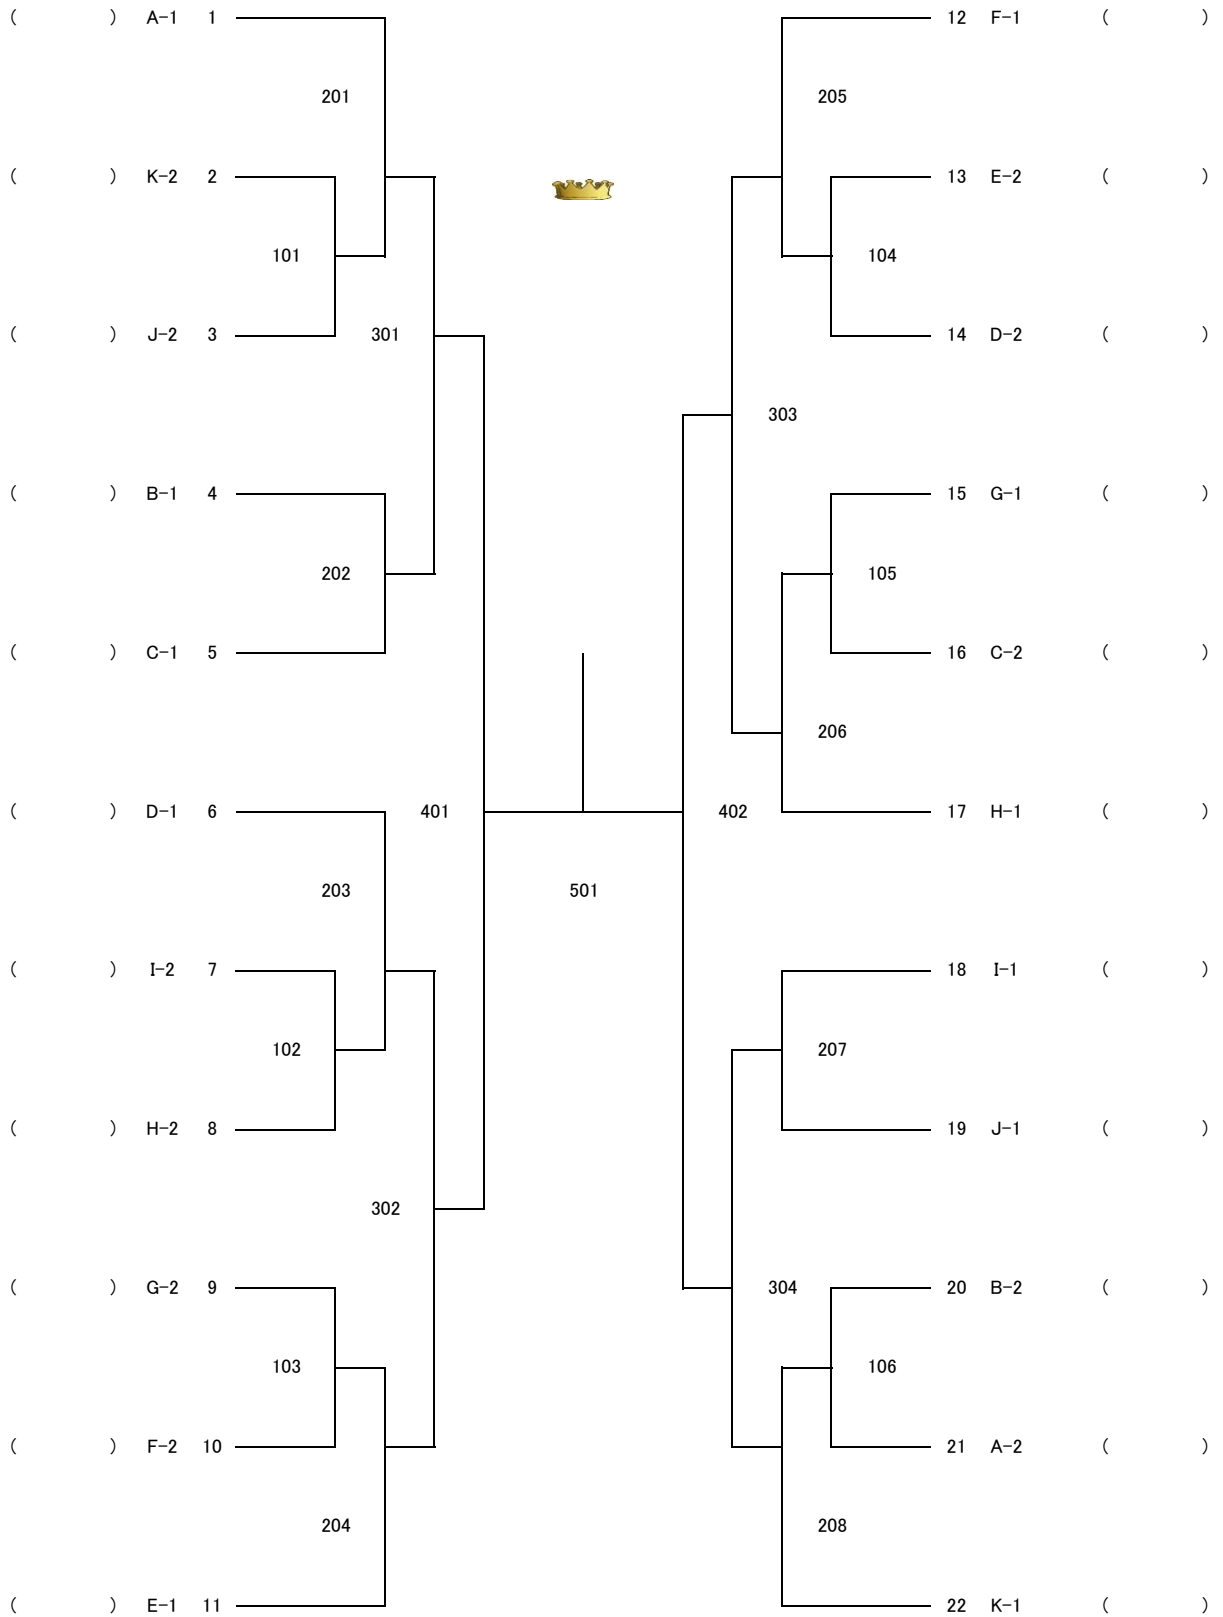 ( ) A-1 1 12 F-1 ( )
201 205
( ) K-2 2 13 E-2 ( )
101 104
( ) J-2 3 301 14 D-2 ( )
303
( ) B-1 4 15 G-1 ( )
202 105
( ) C-1 5 16 C-2 ( )
206
( ) D-1 6 401 402 17 H-1 ( )
203 501
( ) I-2 7 18 I-1 ( )
102 207
( ) H-2 8 19 J-1 ( )
302
( ) G-2 9 304 20 B-2 ( )
103 106
( ) F-2 10 21 A-2 ( )
204 208
( ) E-1 11 22 K-1 ( )